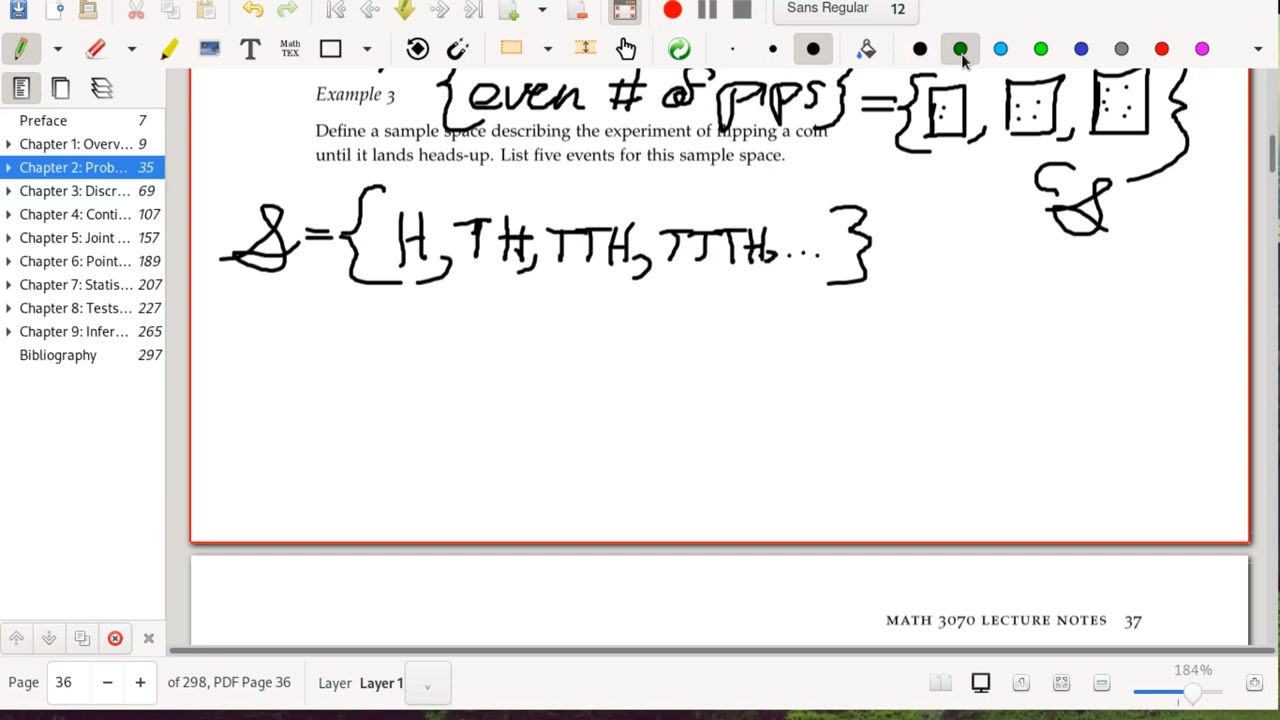 Sans Regular 12
Math
TEX
Preface 7
Chapter 1: Overv... 9
Chapter 2: Prob... 35
Chapter 3: Discr... 69
Chapter 4: Conti... 107
Chapter 5: Joint ... 157
Chapter 6: Point... 189
Chapter 7: Statis... 207
Chapter 8: Tests... 227
Chapter 9: Infer... 265
Bibliography 297
Example 3
{even # of pips} = { , , }
Define a sample space describing the experiment of flipping a coin
until it lands heads-up. List five events for this sample space.
S = {H, TH, TTH, TTTH, ... }
MATH 3070 LECTURE NOTES 37
Page 36 of 298, PDF Page 36 Layer Layer 1 184%